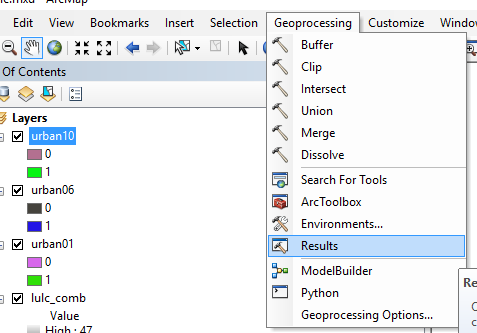 lc.mxd - ArcMap
Edit View Bookmarks Insert Selection Geoprocessing Customize Window
Of Contents
Layers
urban10
0
1
urban06
0
1
urban01
0
1
lulc_comb
Value
High : 47
Buffer
Clip
Intersect
Union
Merge
Dissolve
Search For Tools
ArcToolbox
Environments...
Results
ModelBuilder
Python
Geoprocessing Options...
Re